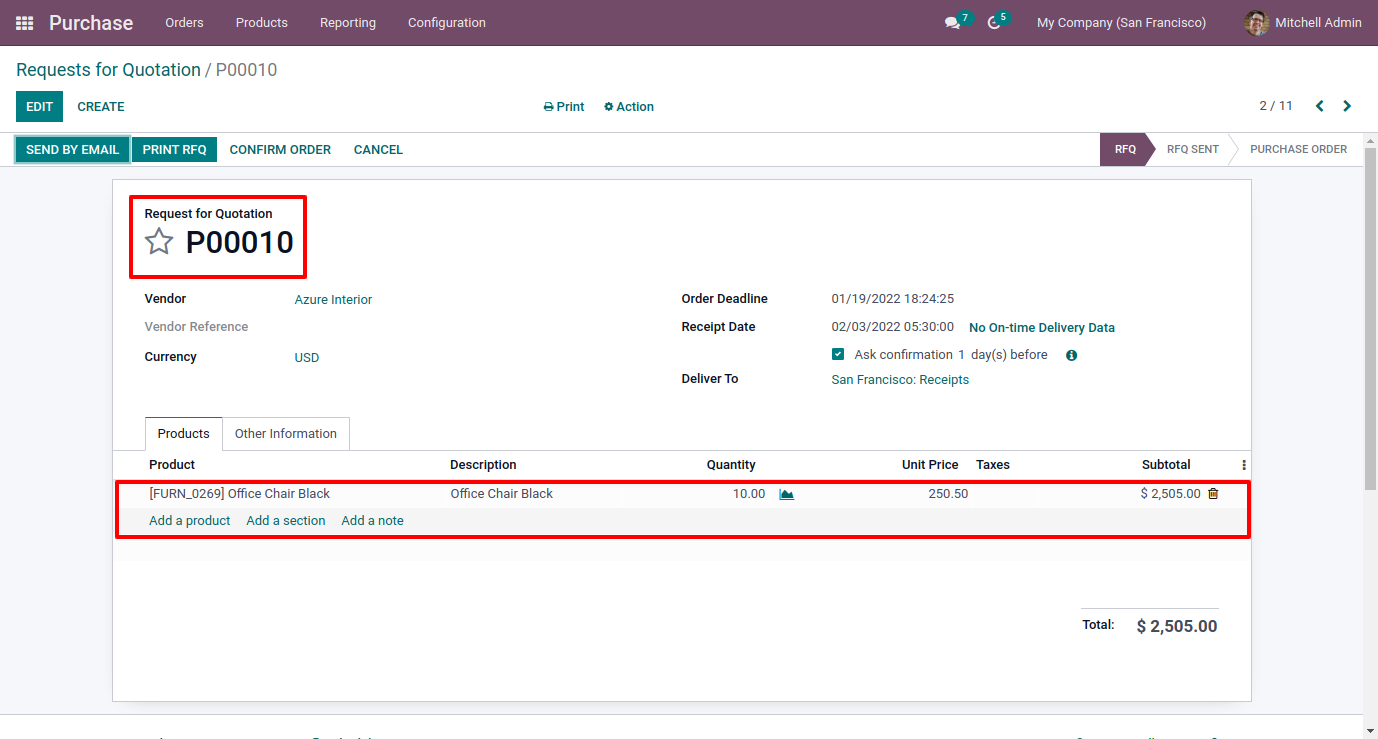 Purchase Orders Products Reporting Configuration 7 5 My Company (San Francisco) Mitchell Admin
Requests for Quotation / P00010
EDIT CREATE Print Action 2 / 11
SEND BY EMAIL PRINT RFQ CONFIRM ORDER CANCEL RFQ RFQ SENT PURCHASE ORDER
Request for Quotation
P00010
Vendor Azure Interior Order Deadline 01/19/2022 18:24:25
Vendor Reference Receipt Date 02/03/2022 05:30:00 No On-time Delivery Data
Currency USD Ask confirmation 1 day(s) before
Deliver To San Francisco: Receipts
Products Other Information
Product Description Quantity Unit Price Taxes Subtotal
[FURN_0269] Office Chair Black Office Chair Black 10.00 250.50 $ 2,505.00
Add a product Add a section Add a note
Total: $ 2,505.00